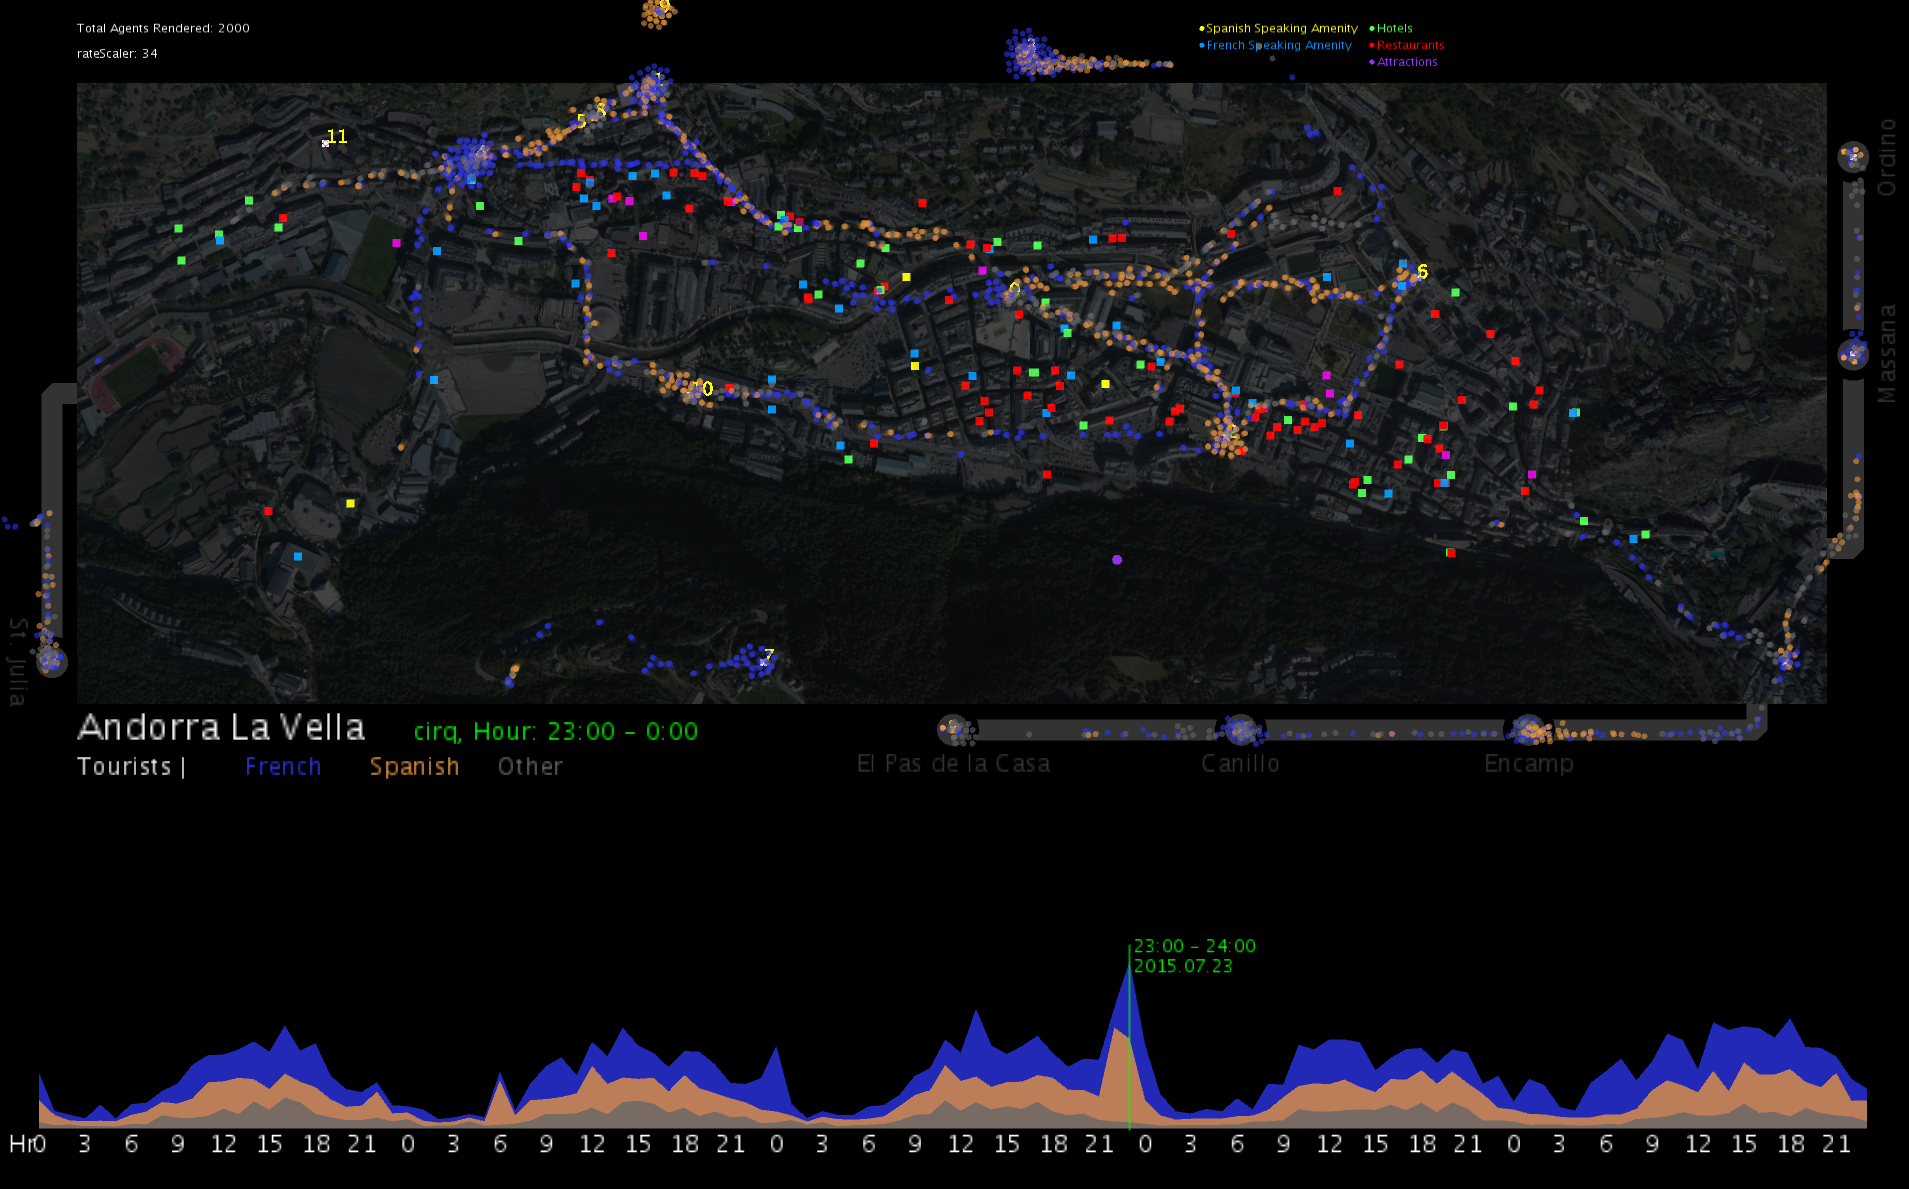 Total Agents Rendered: 2000
rateScaler: 34
Spanish Speaking Amenity
French Speaking Amenity
Hotels
Restaurants
Attractions
11
5
6
7
Ordino
Massana
St. Julia
Andorra La Vella
cirq, Hour: 23:00 - 0:00
Tourists |
French
Spanish
Other
El Pas de la Casa
Canillo
Encamp
23:00 - 24:00
2015.07.23
Hr0 3 6 9 12 15 18 21 0 3 6 9 12 15 18 21 0 3 6 9 12 15 18 21 0 3 6 9 12 15 18 21 0 3 6 9 12 15 18 21